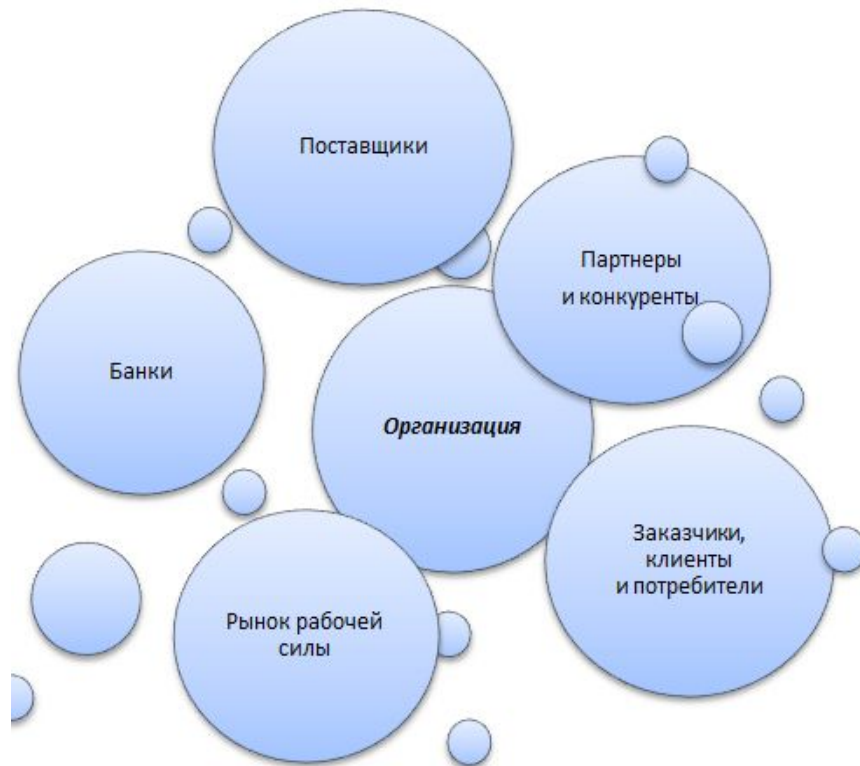 Поставщики
Партнеры
и конкуренты
Банки
Организация
Заказчики,
клиенты
и потребители
Рынок рабочей
силы